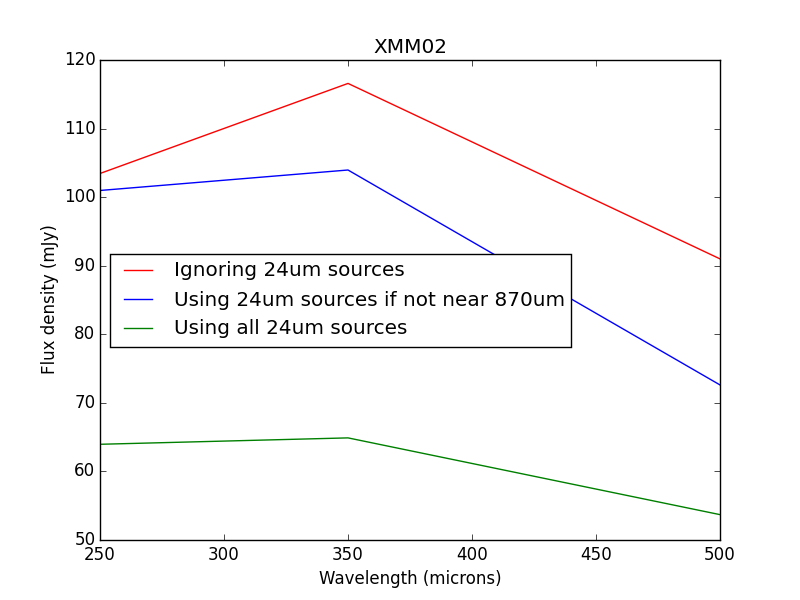 XMM02
120
110
100
90
80
70
60
50
Flux density (mJy)
Ignoring 24um sources
Using 24um sources if not near 870um
Using all 24um sources
250 300 350 400 450 500
Wavelength (microns)